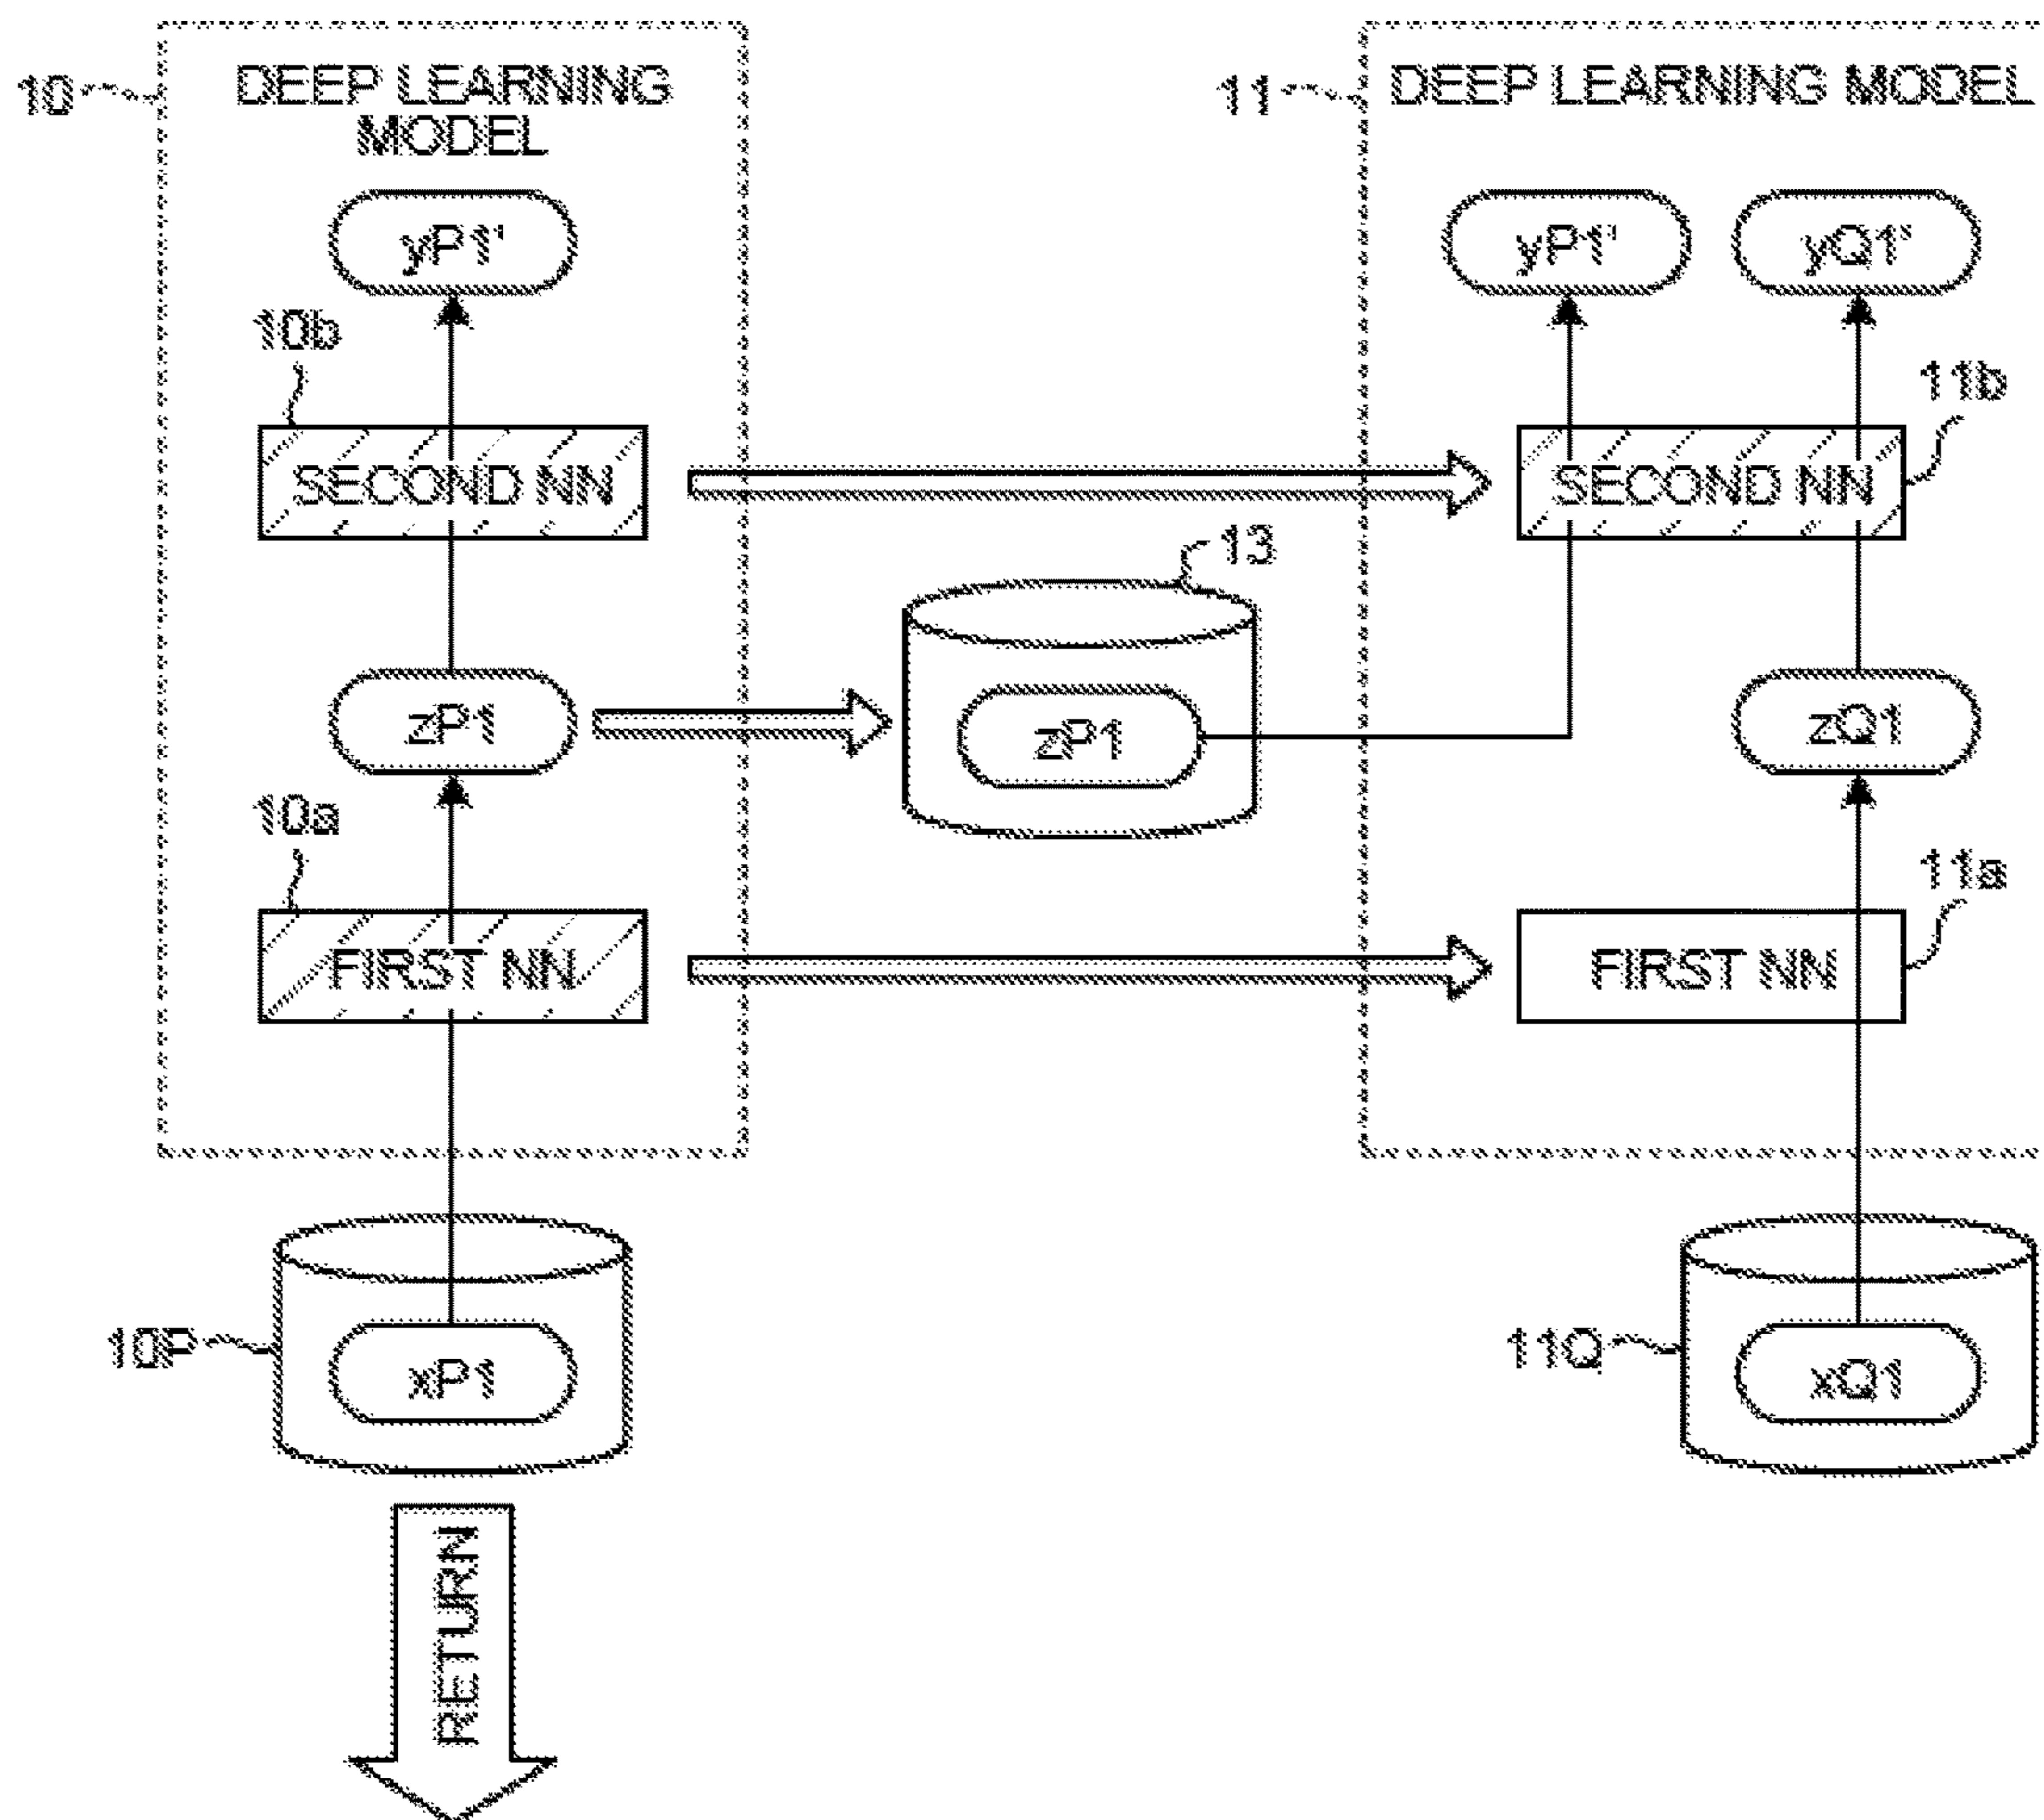 10
DEEP LEARNING
MODEL
11
DEEP LEARNING MODEL
yP1'
yP1'
yQ1'
10b
11b
SECOND NN
SECOND NN
13
zP1
zP1
zQ1
10a
11a
FIRST NN
FIRST NN
10P
xP1
11Q
xQ1
RETURN